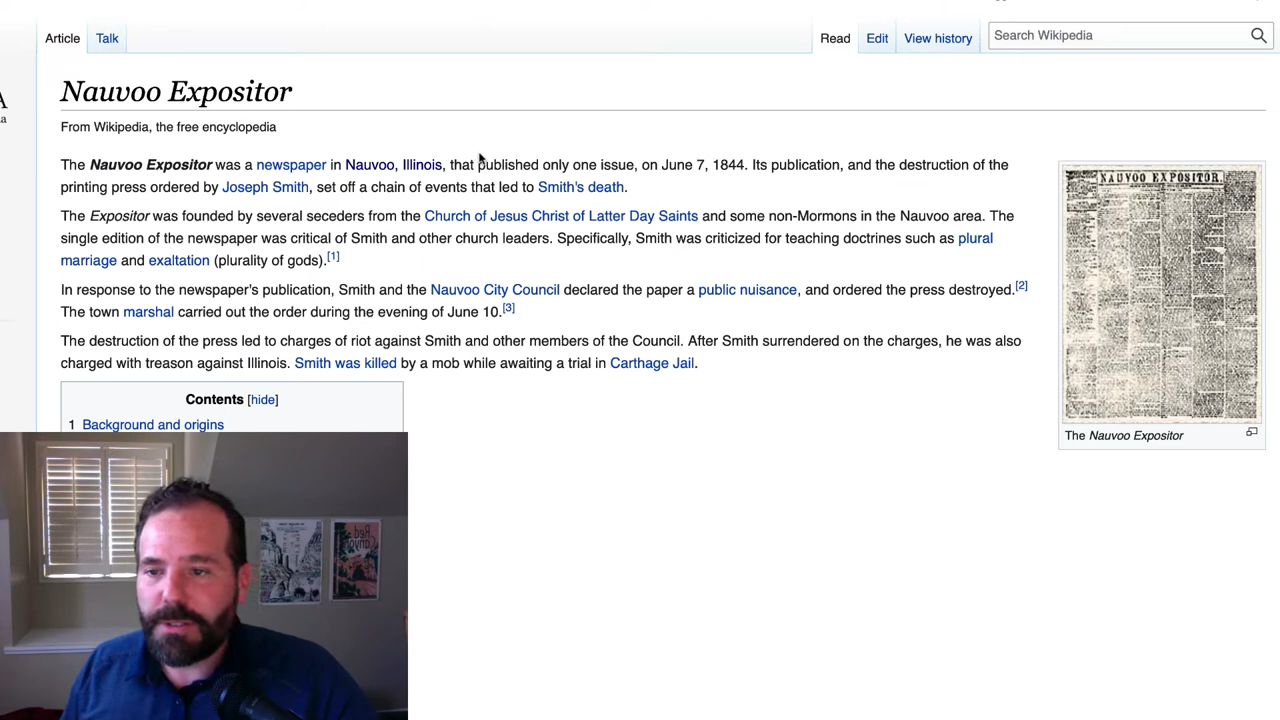 A
a
Article
Talk
Read
Edit
View history
Search Wikipedia
Nauvoo Expositor
From Wikipedia, the free encyclopedia
The Nauvoo Expositor was a newspaper in Nauvoo, Illinois, that published only one issue, on June 7, 1844. Its publication, and the destruction of the
printing press ordered by Joseph Smith, set off a chain of events that led to Smith's death.
The Expositor was founded by several seceders from the Church of Jesus Christ of Latter Day Saints and some non-Mormons in the Nauvoo area. The
single edition of the newspaper was critical of Smith and other church leaders. Specifically, Smith was criticized for teaching doctrines such as plural
marriage and exaltation (plurality of gods).[1]
In response to the newspaper's publication, Smith and the Nauvoo City Council declared the paper a public nuisance, and ordered the press destroyed.[2]
The town marshal carried out the order during the evening of June 10.[3]
The destruction of the press led to charges of riot against Smith and other members of the Council. After Smith surrendered on the charges, he was also
charged with treason against Illinois. Smith was killed by a mob while awaiting a trial in Carthage Jail.
Contents [hide]
1 Background and origins
NAUVOO EXPOSITOR.
The Nauvoo Expositor
Red
Canyon